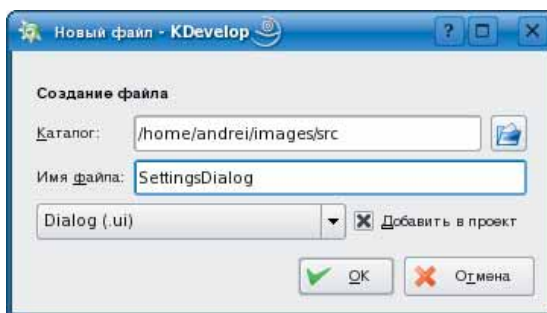 Новый файл - KDevelop
Создание файла
Каталог: /home/andrei/images/src
Имя файла: SettingsDialog
Dialog (.ui) Добавить в проект
OK Отмена